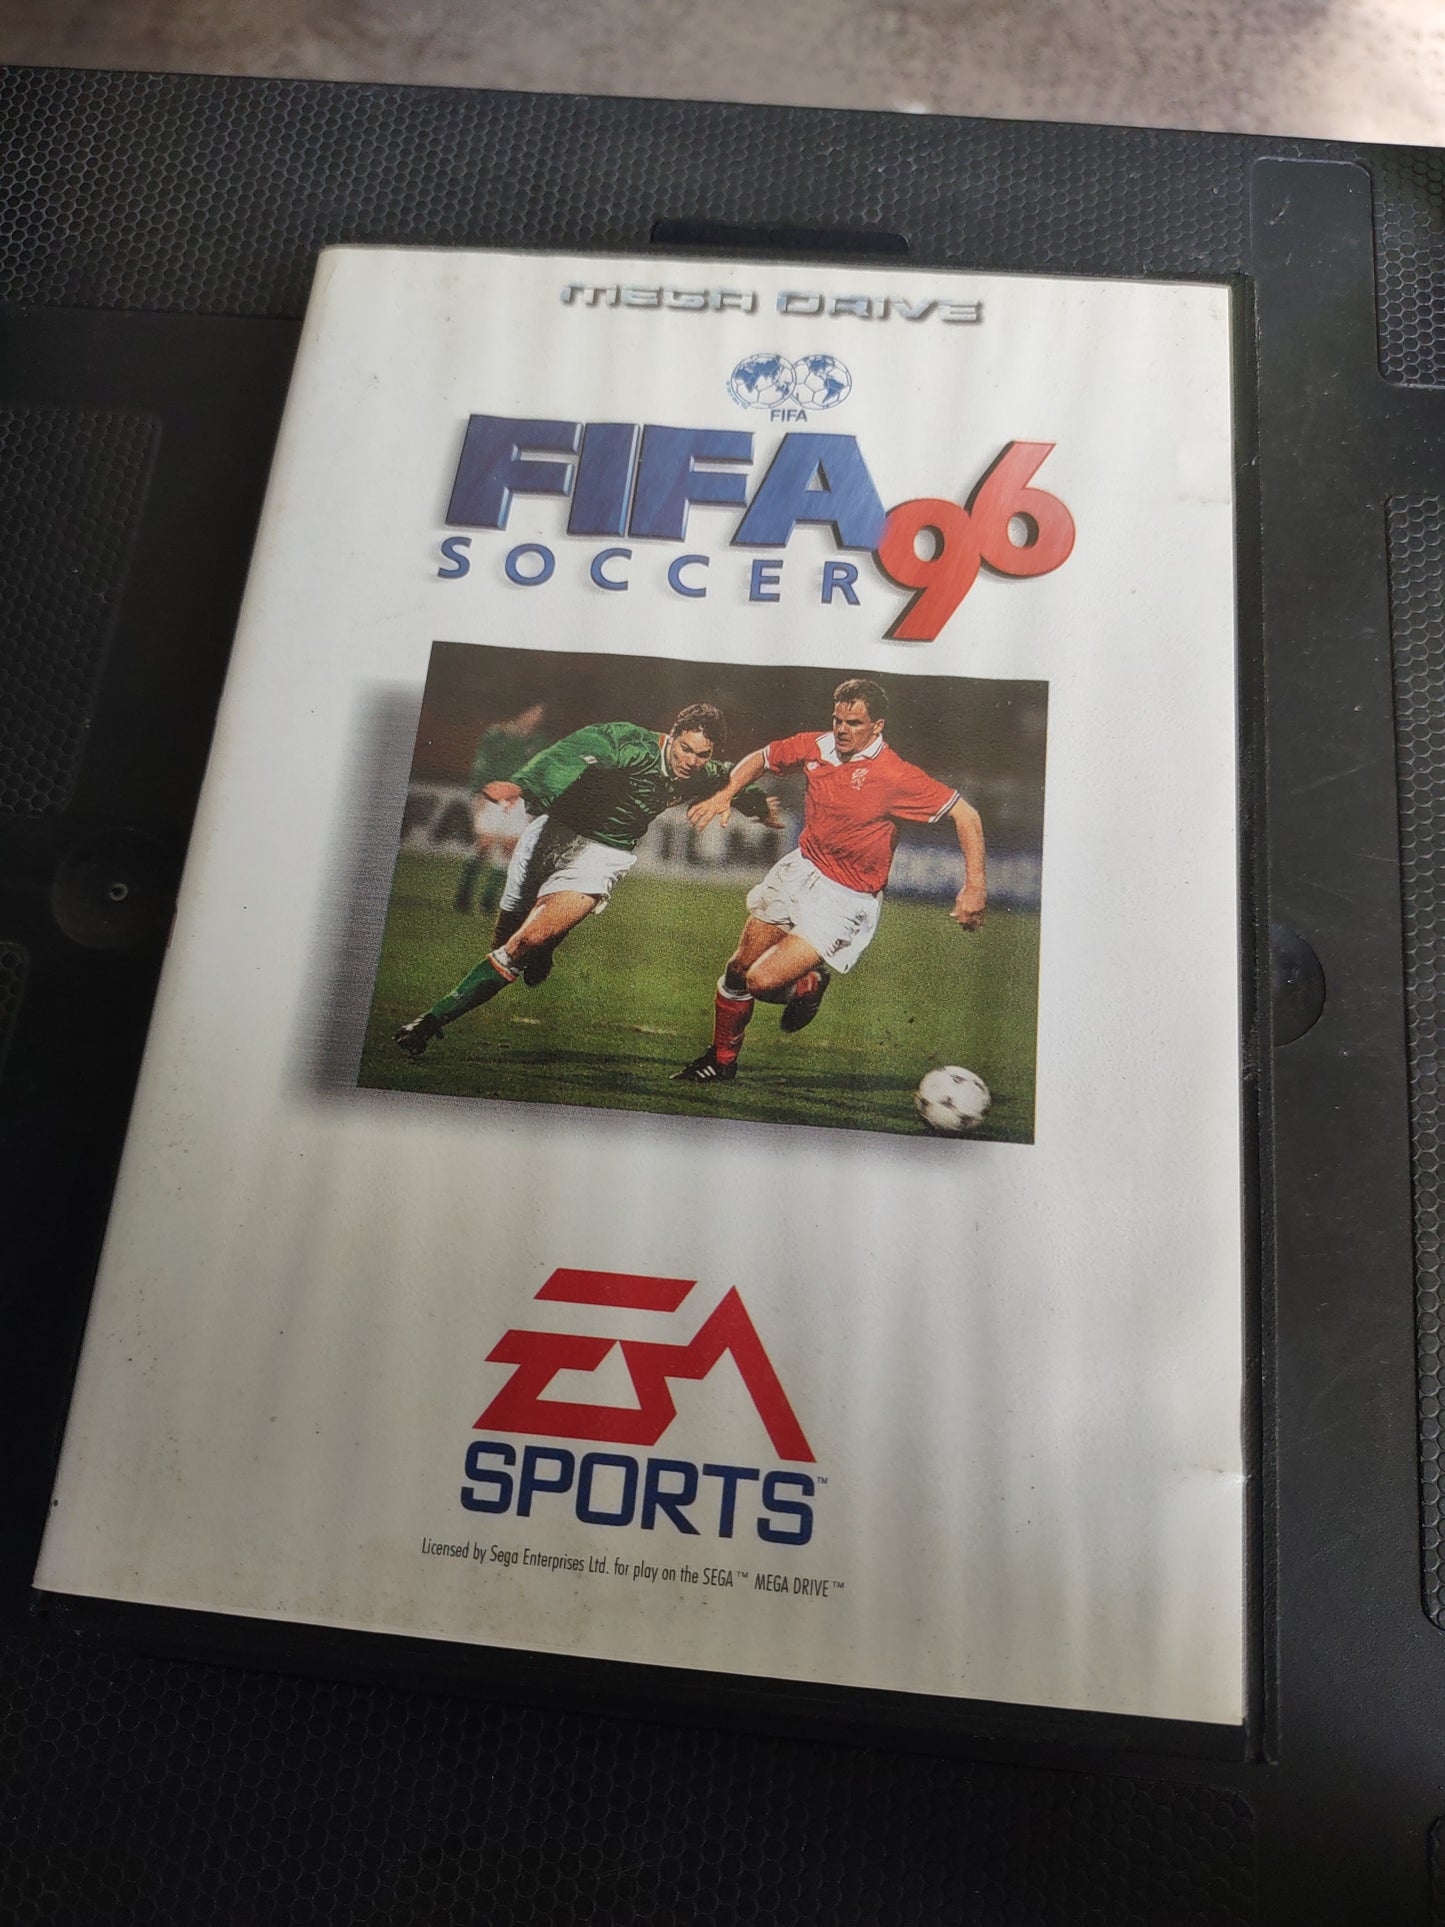 MEGA DRIVE
FIFA
FIFA 96
SOCCER
EA
SPORTS™
Licensed by Sega Enterprises Ltd. for play on the SEGA™ MEGA DRIVE™